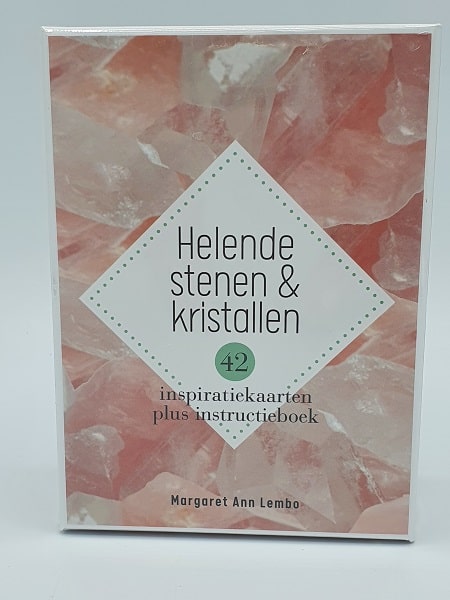 Helende
stenen &
kristallen
42
inspiratiekaarten
plus instructieboek
Margaret Ann Lembo